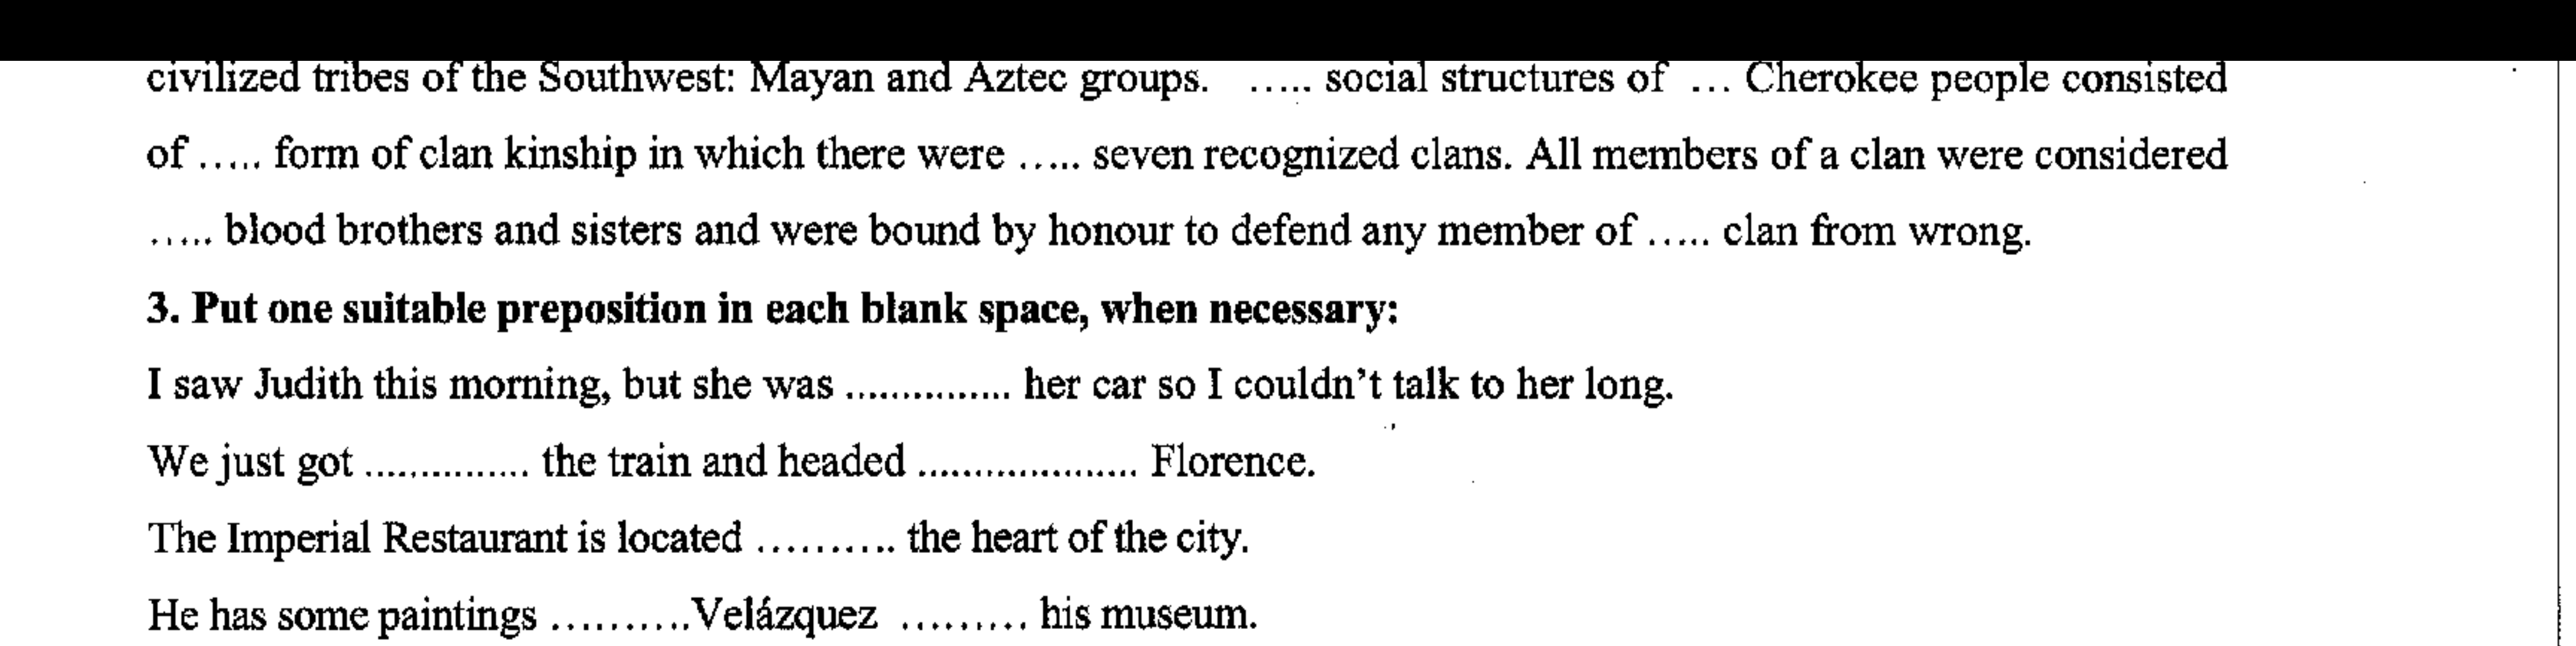 civilized tribes of the Southwest: Mayan and Aztec groups. ..... social structures of ... Cherokee people consisted
of ..... form of clan kinship in which there were ..... seven recognized clans. All members of a clan were considered
..... blood brothers and sisters and were bound by honour to defend any member of ..... clan from wrong.
3. Put one suitable preposition in each blank space, when necessary:
I saw Judith this morning, but she was ............... her car so I couldn't talk to her long.
We just got ............... the train and headed .................... Florence.
The Imperial Restaurant is located .......... the heart of the city.
He has some paintings ..........Velázquez ......... his museum.